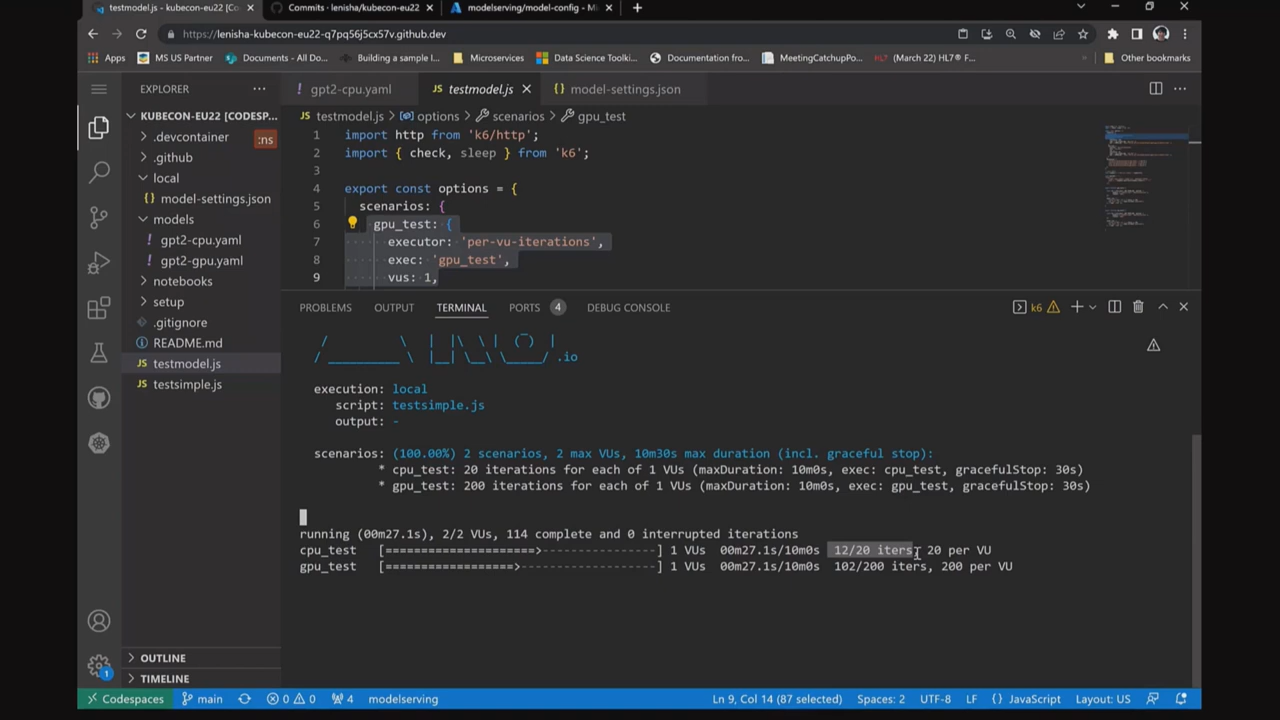 testmodel.js - kubecon-eu22 [Co
Commits · lenisha/kubecon-eu22
modelserving/model-config - Mi
https://lenisha-kubecon-eu22-q7pq56j5cx57v.github.dev
Apps
MS US Partner
Documents - All Do...
Building a sample I...
Microservices
Data Science Toolki...
Documentation fro...
MeetingCatchupPo...
(March 22) HL7® F...
Other bookmarks
EXPLORER
gpt2-cpu.yaml
testmodel.js
model-settings.json
KUBECON-EU22 [CODESP...
:ns
.devcontainer
.github
local
model-settings.json
models
gpt2-cpu.yaml
gpt2-gpu.yaml
notebooks
setup
.gitignore
README.md
testmodel.js
testsimple.js
OUTLINE
TIMELINE
testmodel.js > options > scenarios > gpu_test
1 import http from 'k6/http';
2 import { check, sleep } from 'k6';
3
4 export const options = {
5 scenarios: {
6 gpu_test: {
7 executor: 'per-vu-iterations',
8 exec: 'gpu_test',
9 vus: 1,
PROBLEMS OUTPUT TERMINAL PORTS 4 DEBUG CONSOLE
k6
/ \ | |\ \ | (‾) |
/ __________ \ |__| \__\ \_____/ .io
execution: local
script: testsimple.js
output: -
scenarios: (100.00%) 2 scenarios, 2 max VUs, 10m30s max duration (incl. graceful stop):
* cpu_test: 20 iterations for each of 1 VUs (maxDuration: 10m0s, exec: cpu_test, gracefulStop: 30s)
* gpu_test: 200 iterations for each of 1 VUs (maxDuration: 10m0s, exec: gpu_test, gracefulStop: 30s)
running (00m27.1s), 2/2 VUs, 114 complete and 0 interrupted iterations
cpu_test [=====================>----------------] 1 VUs 00m27.1s/10m0s 12/20 iters, 20 per VU
gpu_test [==================>-------------------] 1 VUs 00m27.1s/10m0s 102/200 iters, 200 per VU
1
Codespaces
main
0
0
4
modelserving
Ln 9, Col 14 (87 selected)
Spaces: 2
UTF-8
LF
{} JavaScript
Layout: US